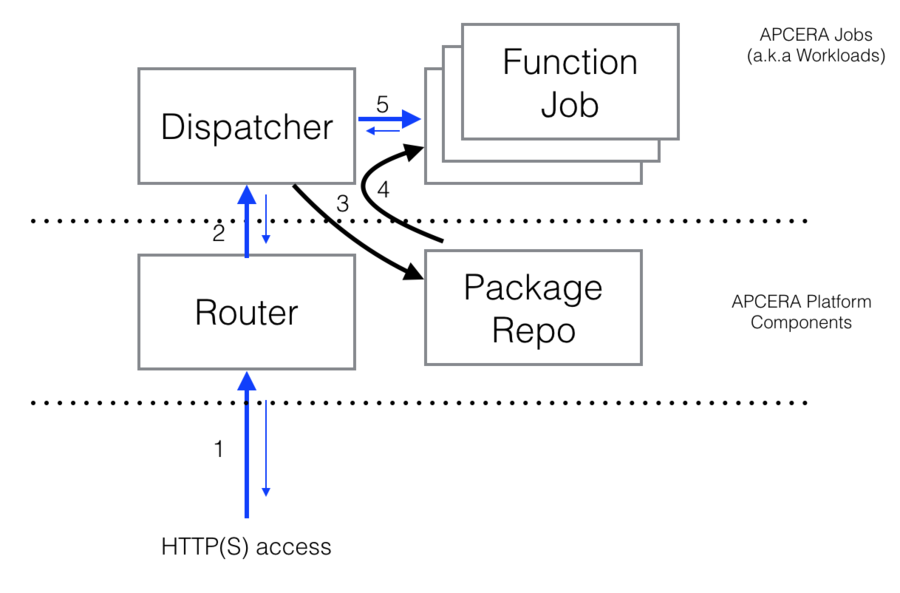 APCERA Jobs
(a.k.a Workloads)
Function
Job
Dispatcher
5
4
3
2
Router
Package
Repo
APCERA Platform
Components
1
HTTP(S) access